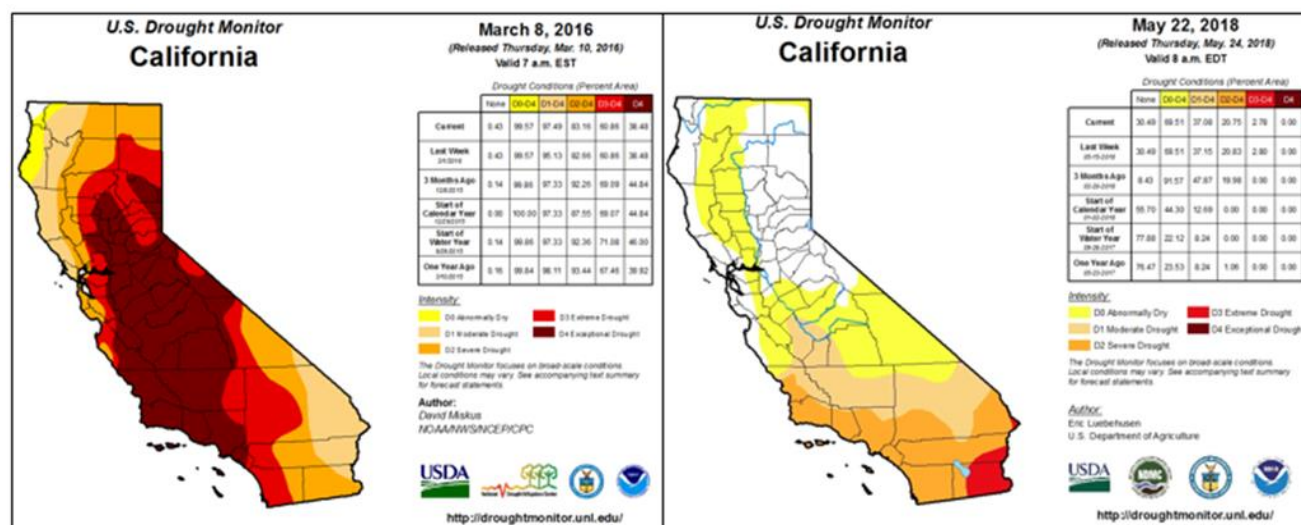 U.S. Drought Monitor
California
March 8, 2016
(Released Thursday, Mar. 10, 2016)
Valid 7 a.m. EST
Drought Conditions (Percent Area)
None D0-D4 D1-D4 D2-D4 D3-D4 D4
Current 0.43 99.57 97.49 83.16 60.86 38.48
Last Week 0.43 99.57 95.13 82.66 60.86 38.48
3 Months Ago 0.14 99.86 97.33 92.26 69.09 44.84
Start of Calendar Year 0.00 100.00 97.33 87.55 69.07 44.84
Start of Water Year 0.14 99.86 97.33 92.36 71.08 46.00
One Year Ago 0.16 99.84 98.11 93.44 67.46
Intensity:
D0 Abnormally Dry
D1 Moderate Drought
D2 Severe Drought
D3 Extreme Drought
D4 Exceptional Drought
The Drought Monitor focuses on broad-scale conditions.
Local conditions may vary. See accompanying text summary
for forecast statements.
Author:
David Miskus
NOAA/NWS/NCEP/CPC
USDA
http://droughtmonitor.unl.edu/
U.S. Drought Monitor
California
May 22, 2018
(Released Thursday, May. 24, 2018)
Valid 8 a.m. EDT
Drought Conditions (Percent Area)
None D0-D4 D1-D4 D2-D4 D3-D4 D4
Current 30.49 69.51 37.08 20.75 2.78 0.00
Last Week 30.49 69.51 37.15 20.83 2.80 0.00
3 Months Ago 8.43 91.57 47.87 19.98 0.00 0.00
Start of Calendar Year 55.70 44.30 12.69 0.00 0.00 0.00
Start of Water Year 77.88 22.12 8.24 0.00 0.00 0.00
One Year Ago 76.47 23.53 8.24 1.06 0.00 0.00
Intensity:
D0 Abnormally Dry
D1 Moderate Drought
D2 Severe Drought
D3 Extreme Drought
D4 Exceptional Drought
The Drought Monitor focuses on broad-scale conditions.
Local conditions may vary. See accompanying text summary
for forecast statements.
Author:
Eric Luebehusen
U.S. Department of Agriculture
USDA
NDMC
http://droughtmonitor.unl.edu/